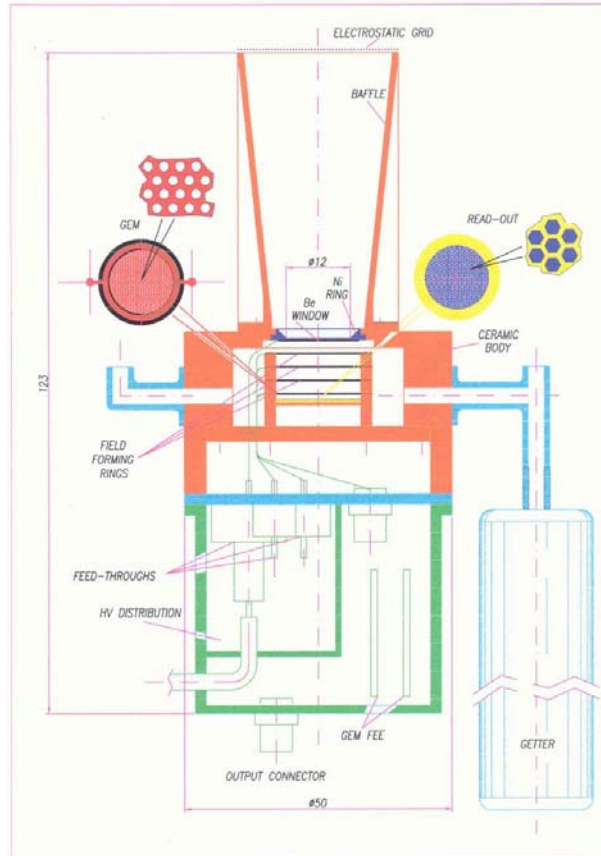 ELECTROSTATIC GRID
BAFFLE
GEM
READ-OUT
ø12
Ni
RING
Be
WINDOW
CERAMIC
BODY
123
FIELD
FORMING
RINGS
FEED-THROUGHS
HV DISTRIBUTION
GEM FEE
GETTER
OUTPUT CONNECTOR
ø50